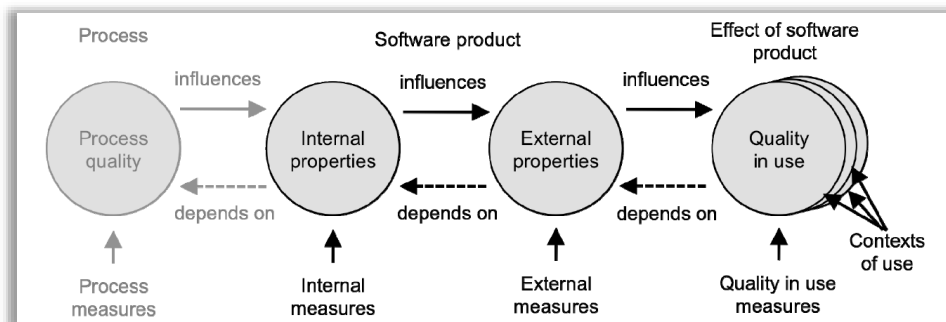 Process
Software product
Effect of software
product
influences
influences
influences
Process
quality
Internal
properties
External
properties
Quality
in use
depends on
depends on
depends on
Contexts
of use
Process
measures
Internal
measures
External
measures
Quality in use
measures